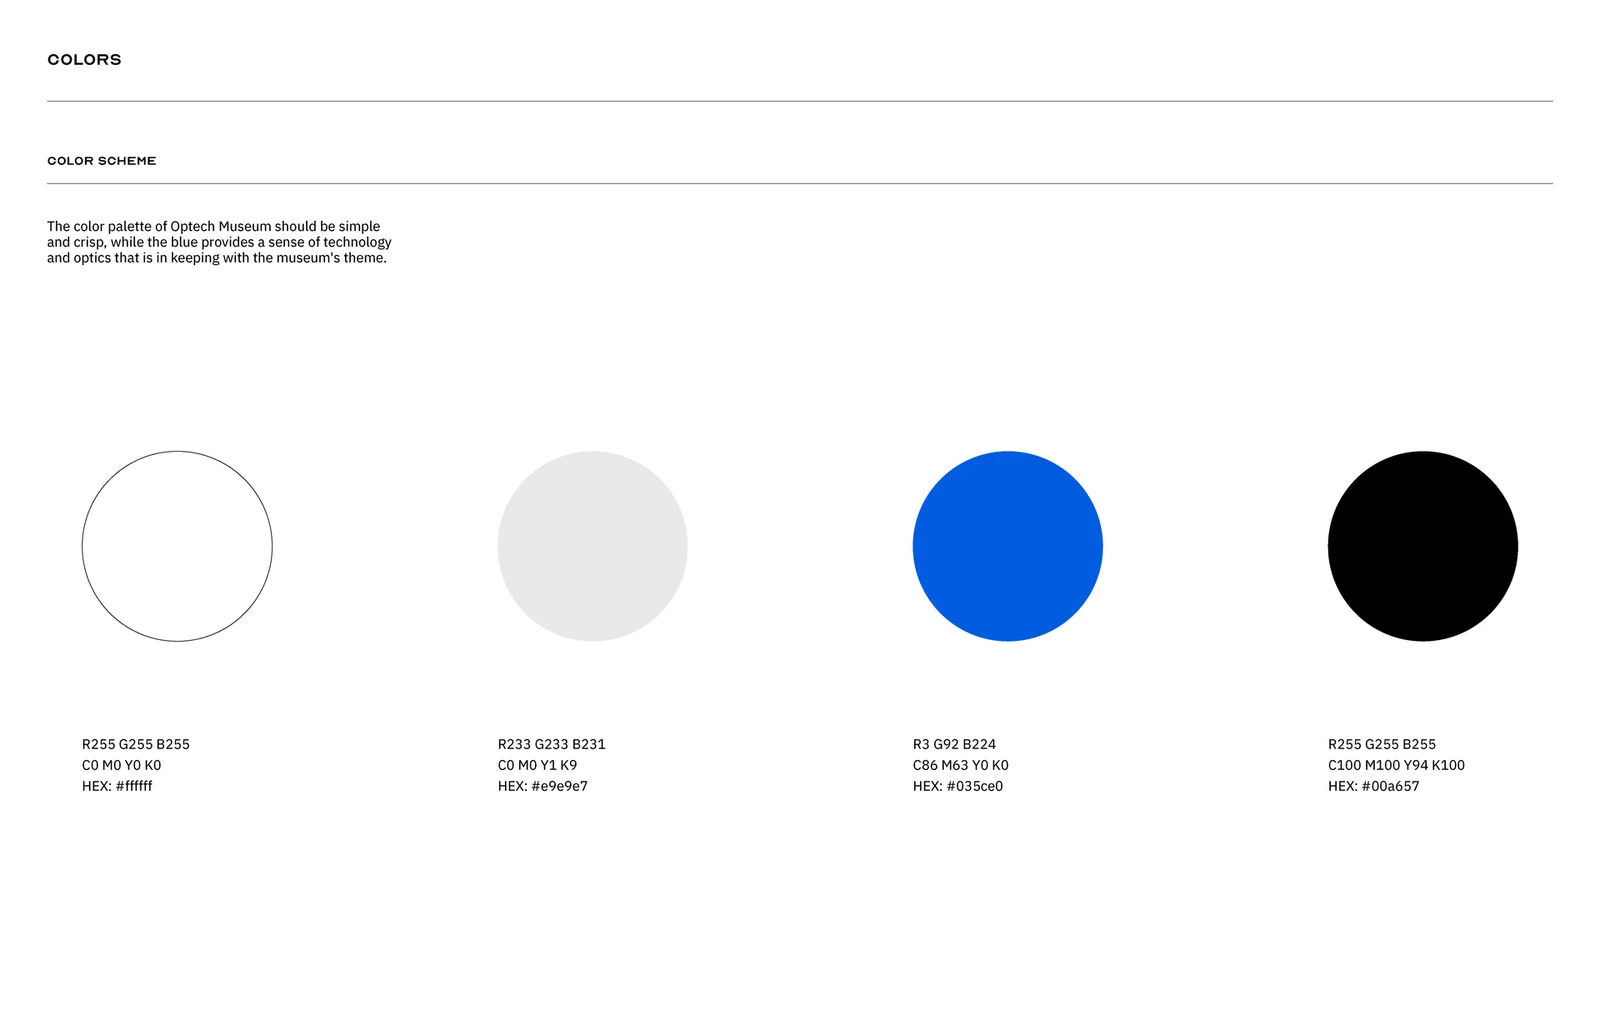 COLORS
COLOR SCHEME
The color palette of Optech Museum should be simple
and crisp, while the blue provides a sense of technology
and optics that is in keeping with the museum's theme.
R255 G255 B255
C0 M0 Y0 K0
HEX: #ffffff
R233 G233 B231
C0 M0 Y1 K9
HEX: #e9e9e7
R3 G92 B224
C86 M63 Y0 K0
HEX: #035ce0
R255 G255 B255
C100 M100 Y94 K100
HEX: #00a657